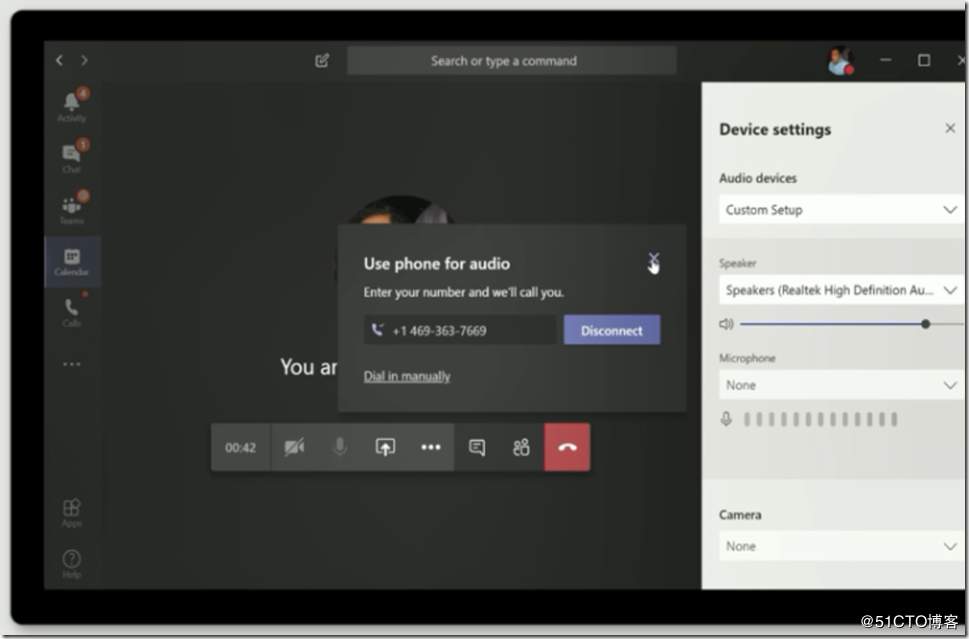 Search or type a command
4
Activity
1
Chat
Teams
Calendar
Calls
Apps
Help
Use phone for audio
Enter your number and we'll call you.
+1 469-363-7669
Disconnect
Dial in manually
You ar
00:42
Device settings
Audio devices
Custom Setup
Speaker
Speakers (Realtek High Definition Au...
Microphone
None
Camera
None
@51CTO博客